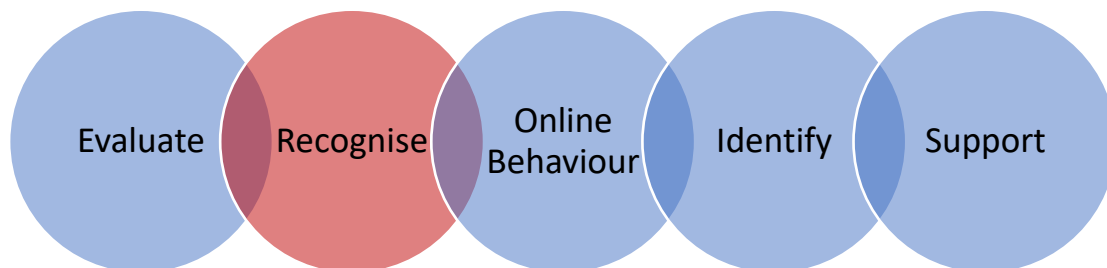 Evaluate
Recognise
Online
Behaviour
Identify
Support